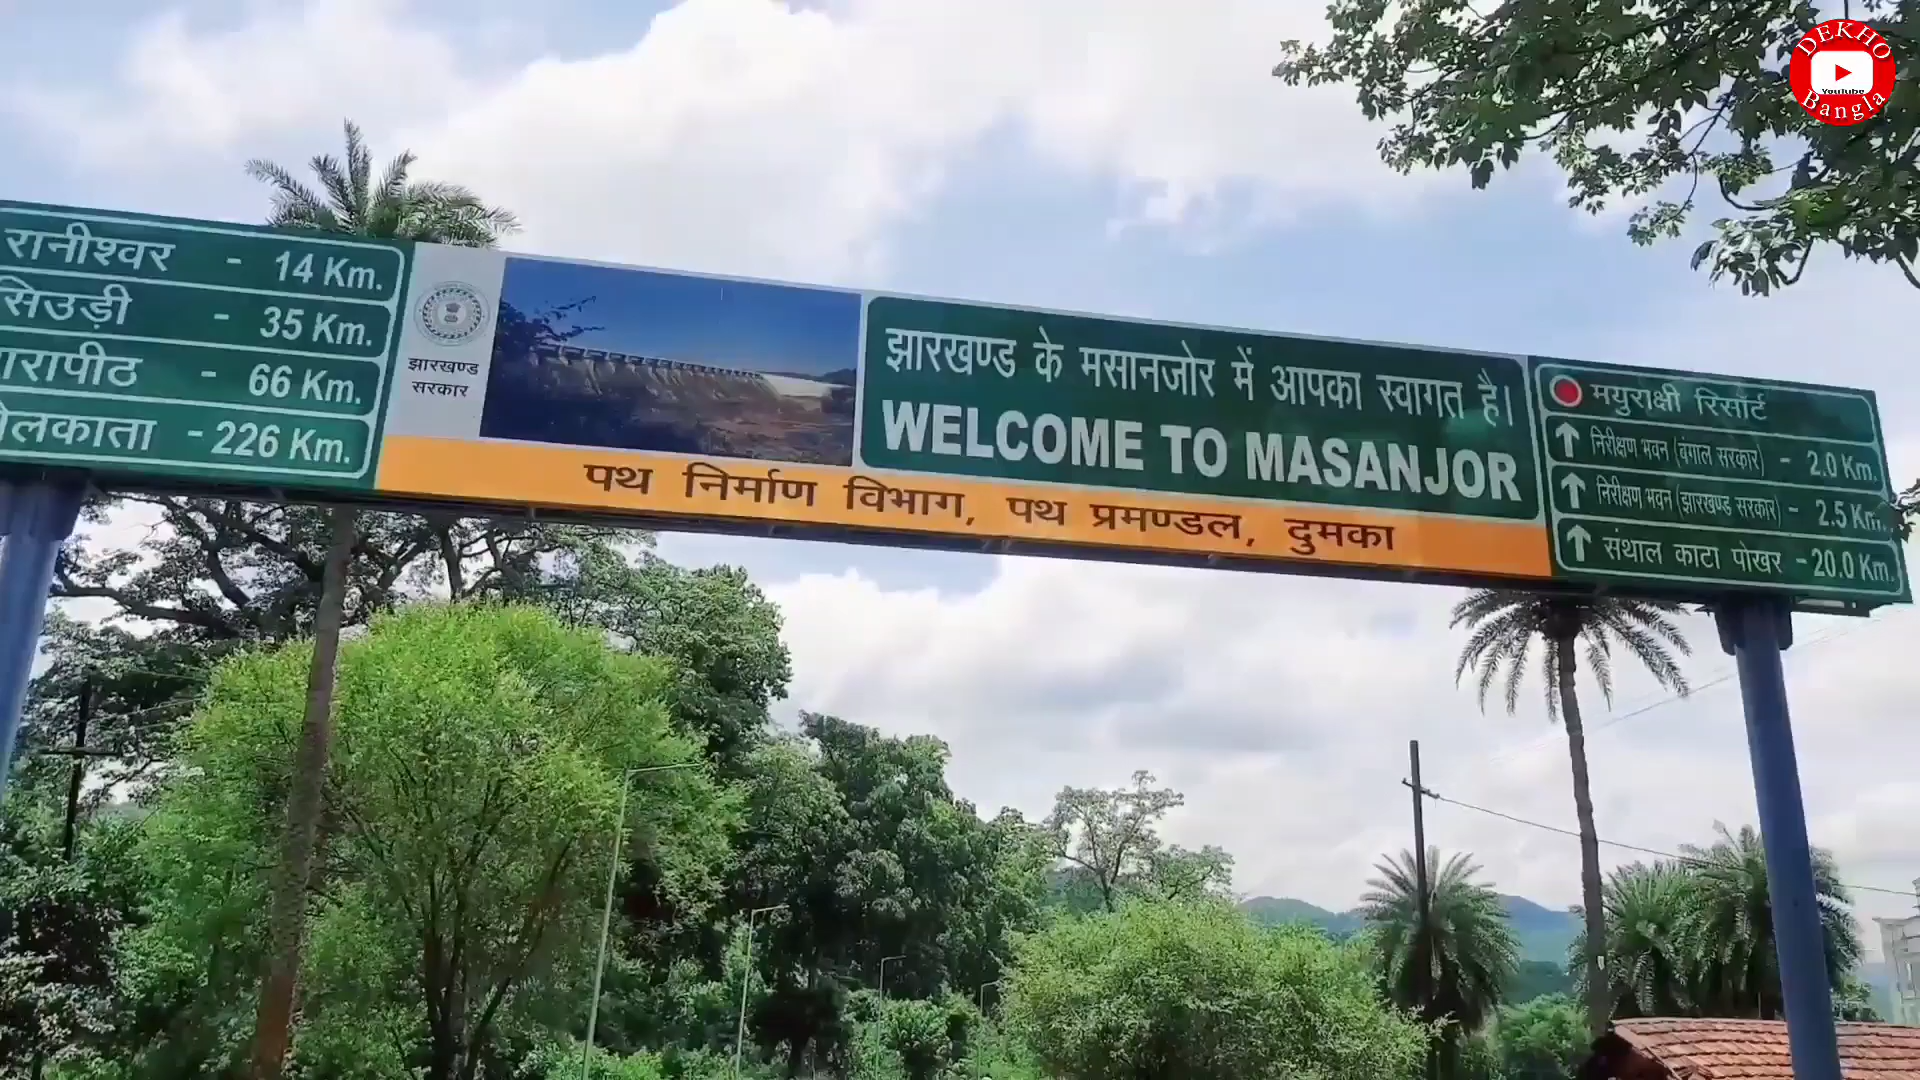 रानीश्वर - 14 Km.
सिउड़ी - 35 Km.
- 66 Km.
- 226 Km.
झारखण्ड
सरकार
झारखण्ड के मसानजोर में आपका स्वागत है।
WELCOME TO MASANJOR
पथ निर्माण विभाग, पथ प्रमण्डल, दुमका
मयुराक्षी रिसॉर्ट
निरीक्षण भवन (बंगाल सरकार) - 2.0 Km.
निरीक्षण भवन (झारखण्ड सरकार) - 2.5 Km.
संथाल काटा पोखर - 20.0 Km.
DEKHO
YouTube
Bangla